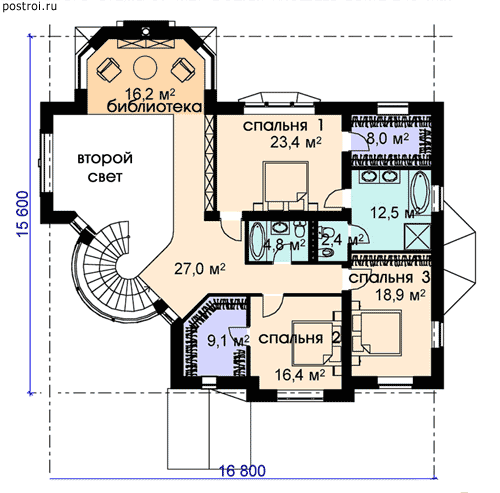 postroi.ru
16,2 м²
библиотека
спальня 1
23,4 м²
8,0 м²
второй
свет
12,5 м²
4,8 м²
2,4 м²
27,0 м²
спальня 3
18,9 м²
9,1 м²
спальня 2
16,4 м²
15 600
16 800